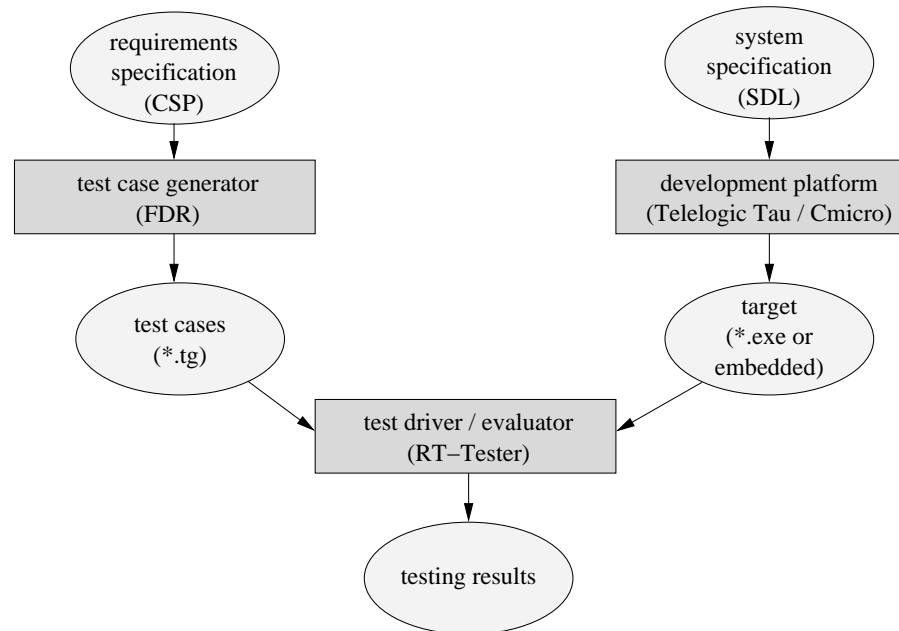 requirements
specification
(CSP)
system
specification
(SDL)
test case generator
(FDR)
development platform
(Telelogic Tau / Cmicro)
test cases
(*.tg)
target
(*.exe or
embedded)
test driver / evaluator
(RT−Tester)
testing results